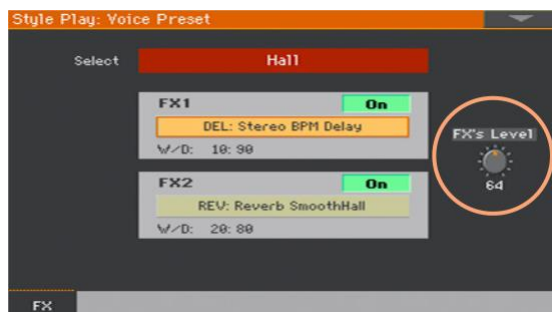 Style Play: Voice Preset
Select
Hall
FX1
On
DEL: Stereo BPM Delay
W/D: 10:90
FX2
On
REV: Reverb SmoothHall
W/D: 20:80
FX's Level
64
FX